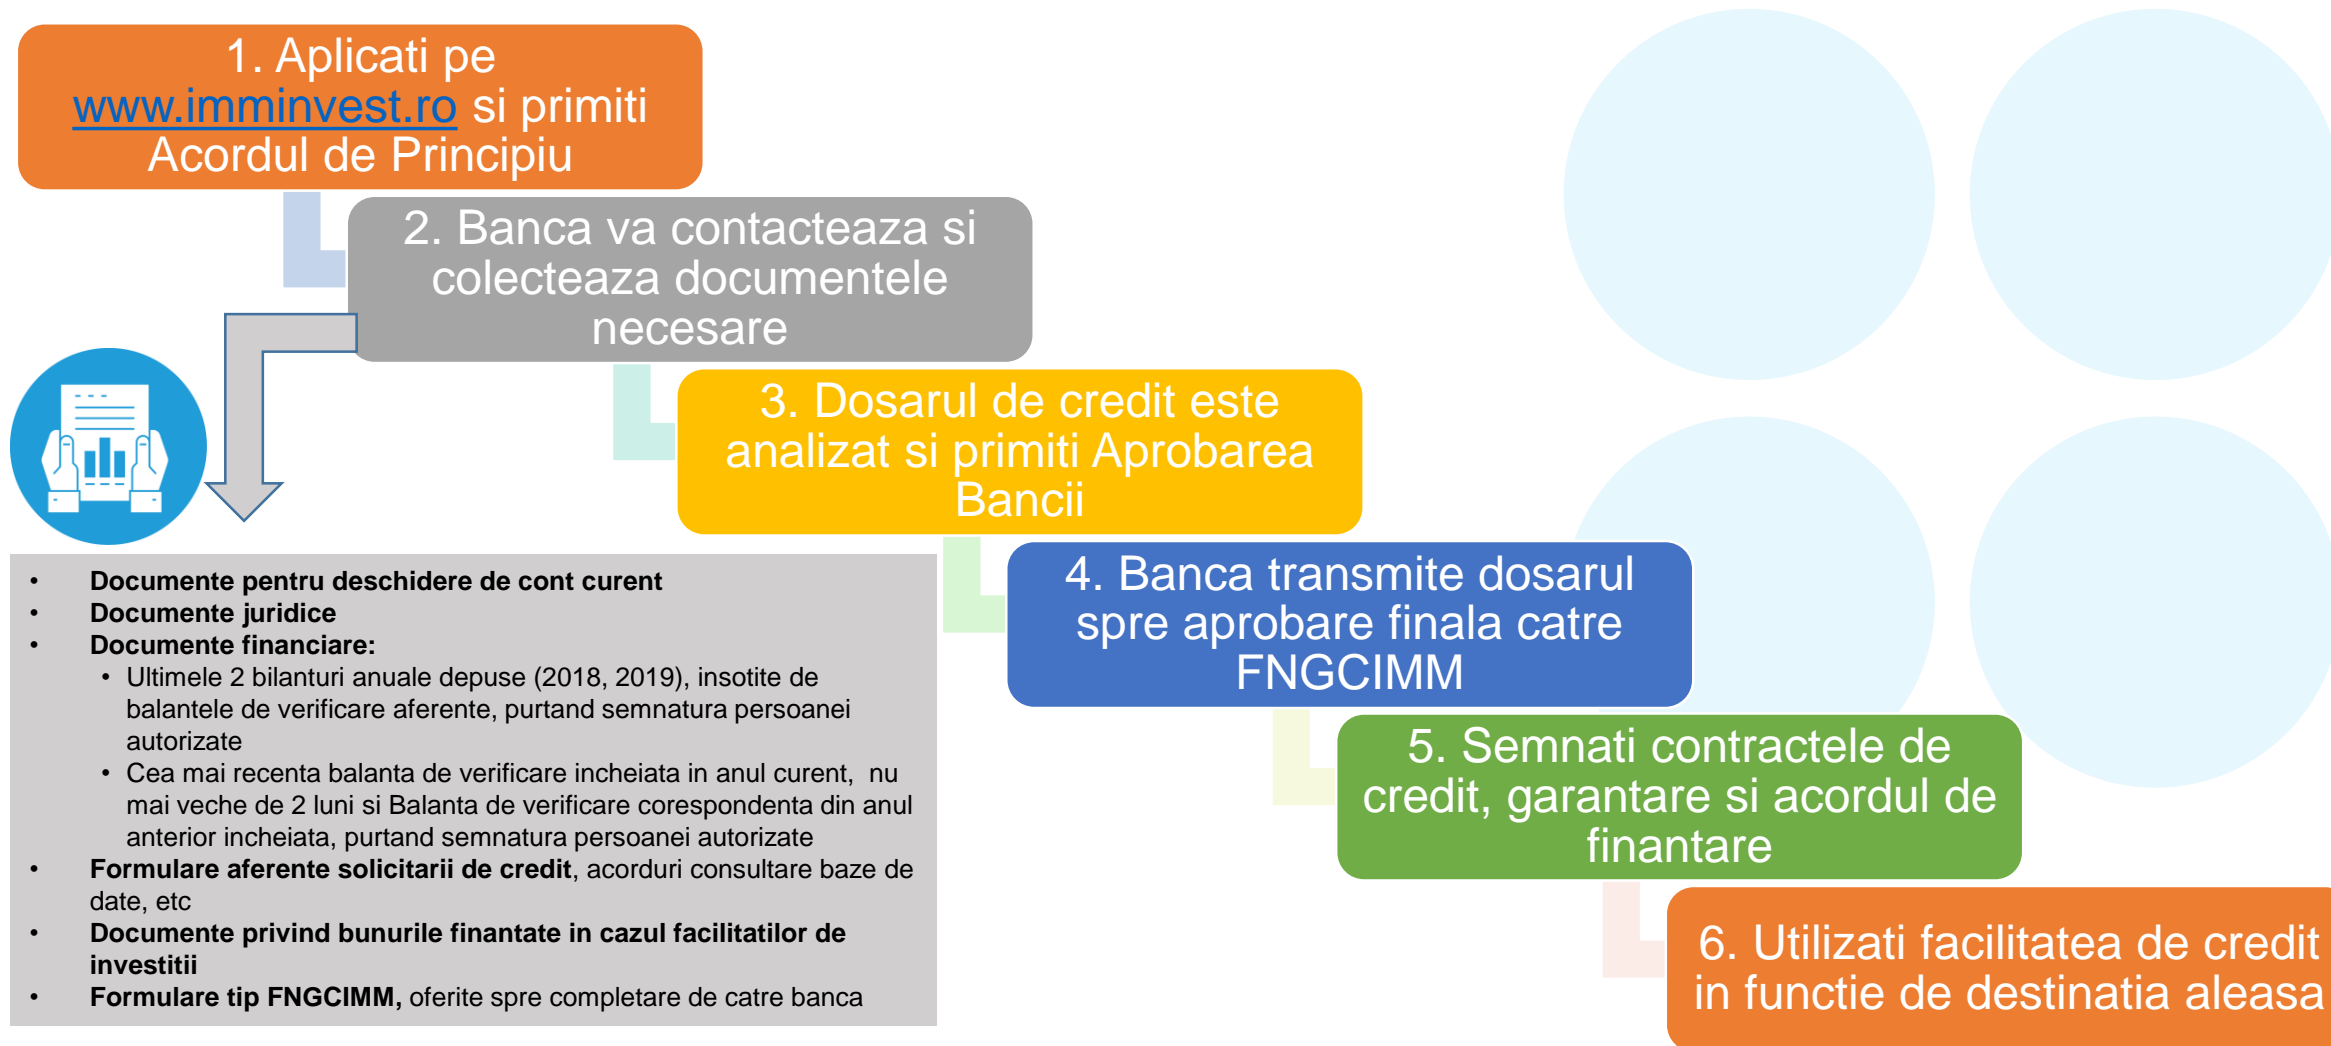 1. Aplicati pe
www.imminvest.ro si primiti
Acordul de Principiu
2. Banca va contacteaza si
colecteaza documentele
necesare
3. Dosarul de credit este
analizat si primiti Aprobarea
Bancii
4. Banca transmite dosarul
spre aprobare finala catre
FNGCIMM
5. Semnati contractele de
credit, garantare si acordul de
finantare
6. Utilizati facilitatea de credit
in functie de destinatia aleasa
• Documente pentru deschidere de cont curent
• Documente juridice
• Documente financiare:
• Ultimele 2 bilanturi anuale depuse (2018, 2019), insotite de
balantele de verificare aferente, purtand semnatura persoanei
autorizate
• Cea mai recenta balanta de verificare incheiata in anul curent, nu
mai veche de 2 luni si Balanta de verificare corespondenta din anul
anterior incheiata, purtand semnatura persoanei autorizate
• Formulare aferente solicitarii de credit, acorduri consultare baze de
date, etc
• Documente privind bunurile finantate in cazul facilitatilor de
investitii
• Formulare tip FNGCIMM, oferite spre completare de catre banca